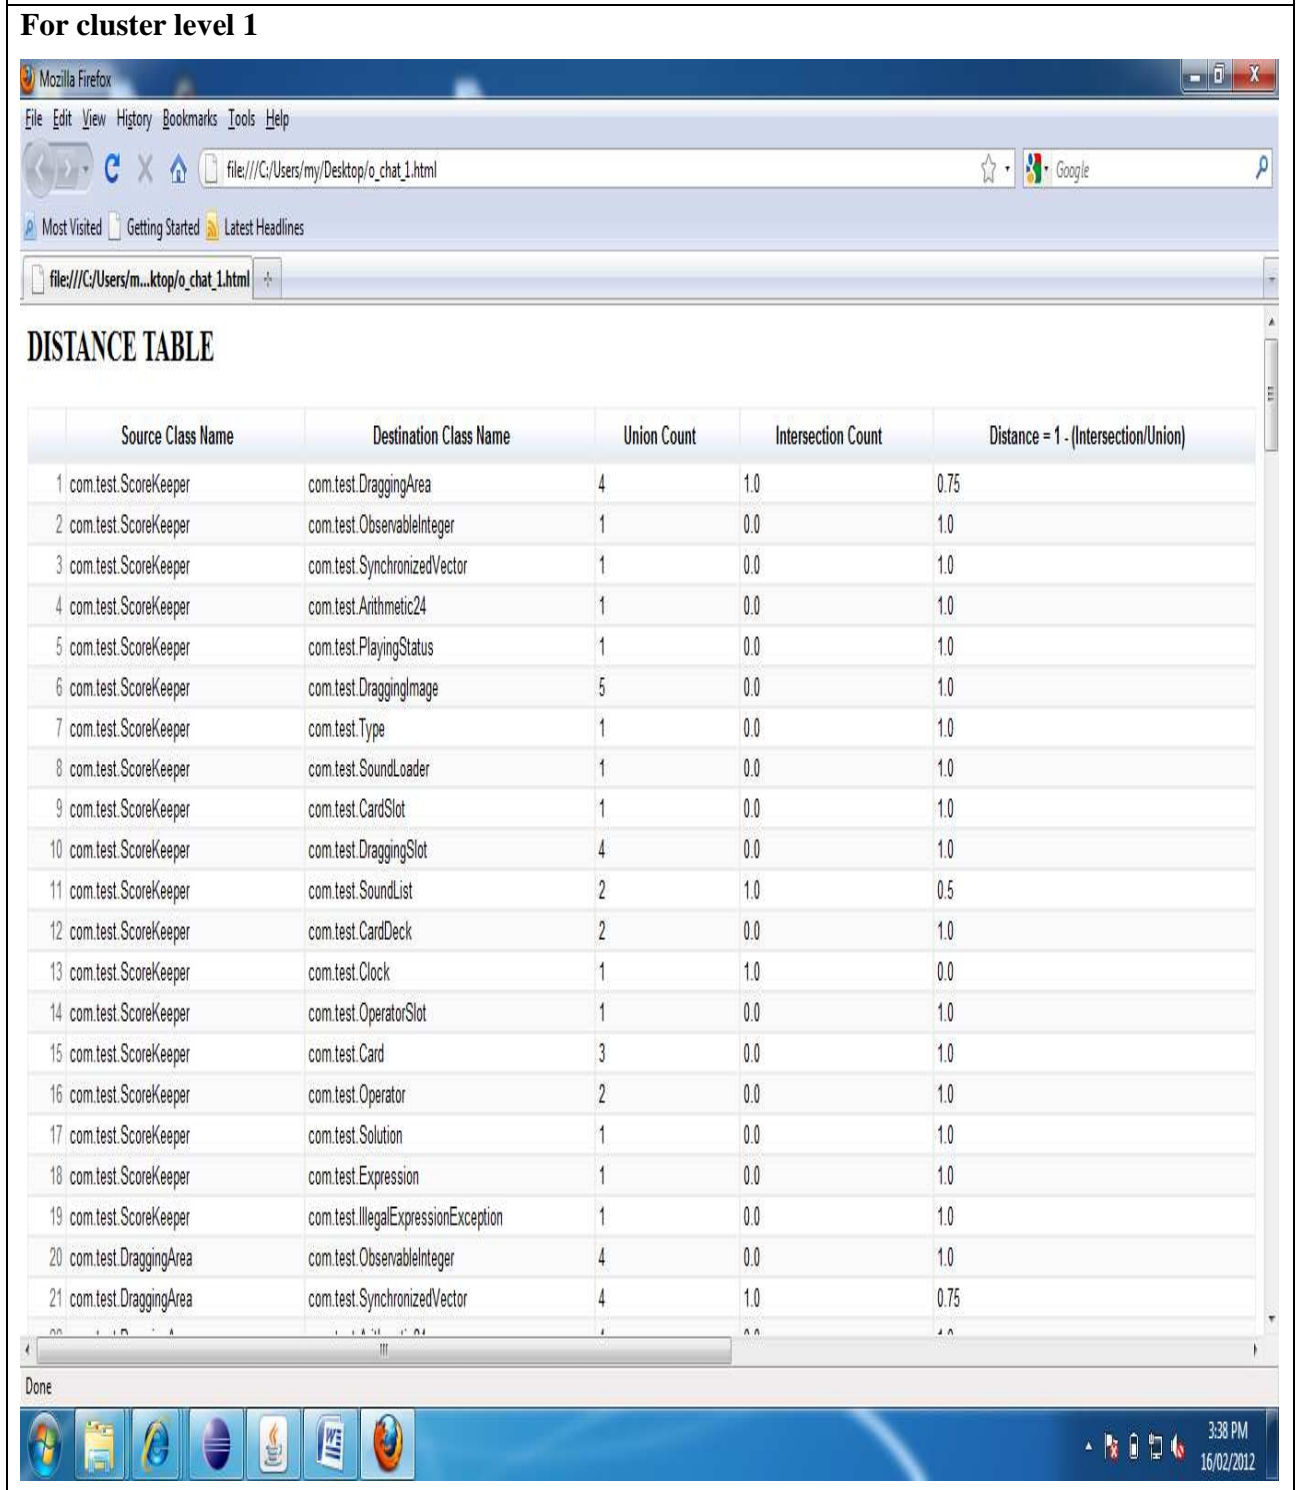 For cluster level 1
Mozilla Firefox
File Edit View History Bookmarks Tools Help
file:///C:/Users/my/Desktop/o_chat_1.html Google
Most Visited Getting Started Latest Headlines
file:///C:/Users/m...ktop/o_chat_1.html
DISTANCE TABLE
Source Class Name Destination Class Name Union Count Intersection Count Distance = 1 - (Intersection/Union)
1 com.test.ScoreKeeper com.test.DraggingArea 4 1.0 0.75
2 com.test.ScoreKeeper com.test.ObservableInteger 1 0.0 1.0
3 com.test.ScoreKeeper com.test.SynchronizedVector 1 0.0 1.0
4 com.test.ScoreKeeper com.test.Arithmetic24 1 0.0 1.0
5 com.test.ScoreKeeper com.test.PlayingStatus 1 0.0 1.0
6 com.test.ScoreKeeper com.test.DraggingImage 5 0.0 1.0
7 com.test.ScoreKeeper com.test.Type 1 0.0 1.0
8 com.test.ScoreKeeper com.test.SoundLoader 1 0.0 1.0
9 com.test.ScoreKeeper com.test.CardSlot 1 0.0 1.0
10 com.test.ScoreKeeper com.test.DraggingSlot 4 0.0 1.0
11 com.test.ScoreKeeper com.test.SoundList 2 1.0 0.5
12 com.test.ScoreKeeper com.test.CardDeck 2 0.0 1.0
13 com.test.ScoreKeeper com.test.Clock 1 1.0 0.0
14 com.test.ScoreKeeper com.test.OperatorSlot 1 0.0 1.0
15 com.test.ScoreKeeper com.test.Card 3 0.0 1.0
16 com.test.ScoreKeeper com.test.Operator 2 0.0 1.0
17 com.test.ScoreKeeper com.test.Solution 1 0.0 1.0
18 com.test.ScoreKeeper com.test.Expression 1 0.0 1.0
19 com.test.ScoreKeeper com.test.IllegalExpressionException 1 0.0 1.0
20 com.test.DraggingArea com.test.ObservableInteger 4 0.0 1.0
21 com.test.DraggingArea com.test.SynchronizedVector 4 1.0 0.75
Done
3:38 PM
16/02/2012